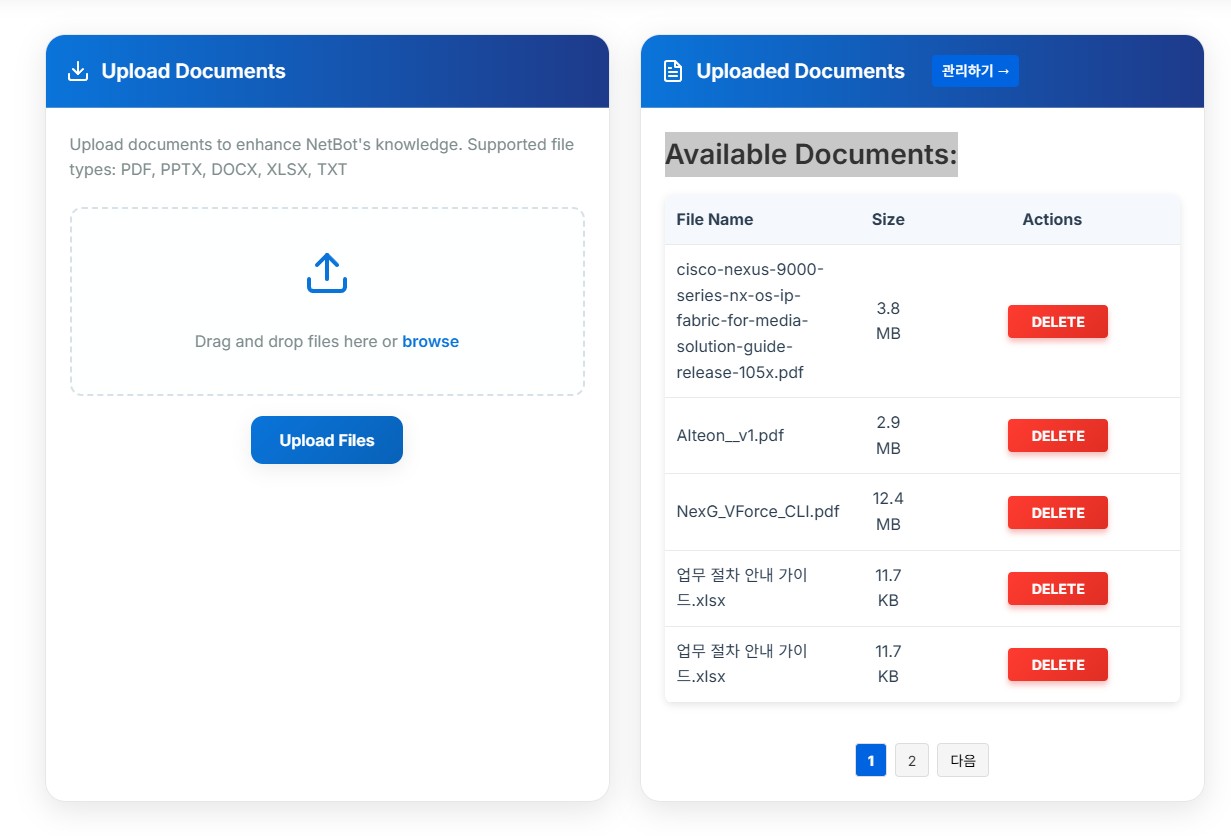 Upload Documents
Upload documents to enhance NetBot's knowledge. Supported file
types: PDF, PPTX, DOCX, XLSX, TXT
Drag and drop files here or browse
Upload Files
Uploaded Documents 관리하기 →
Available Documents:
File Name Size Actions
cisco-nexus-9000-
series-nx-os-ip-
fabric-for-media-
solution-guide-
release-105x.pdf
3.8
MB
DELETE
Alteon__v1.pdf
2.9
MB
DELETE
NexG_VForce_CLI.pdf
12.4
MB
DELETE
업무 절차 안내 가이
드.xlsx
11.7
KB
DELETE
업무 절차 안내 가이
드.xlsx
11.7
KB
DELETE
1 2 다음